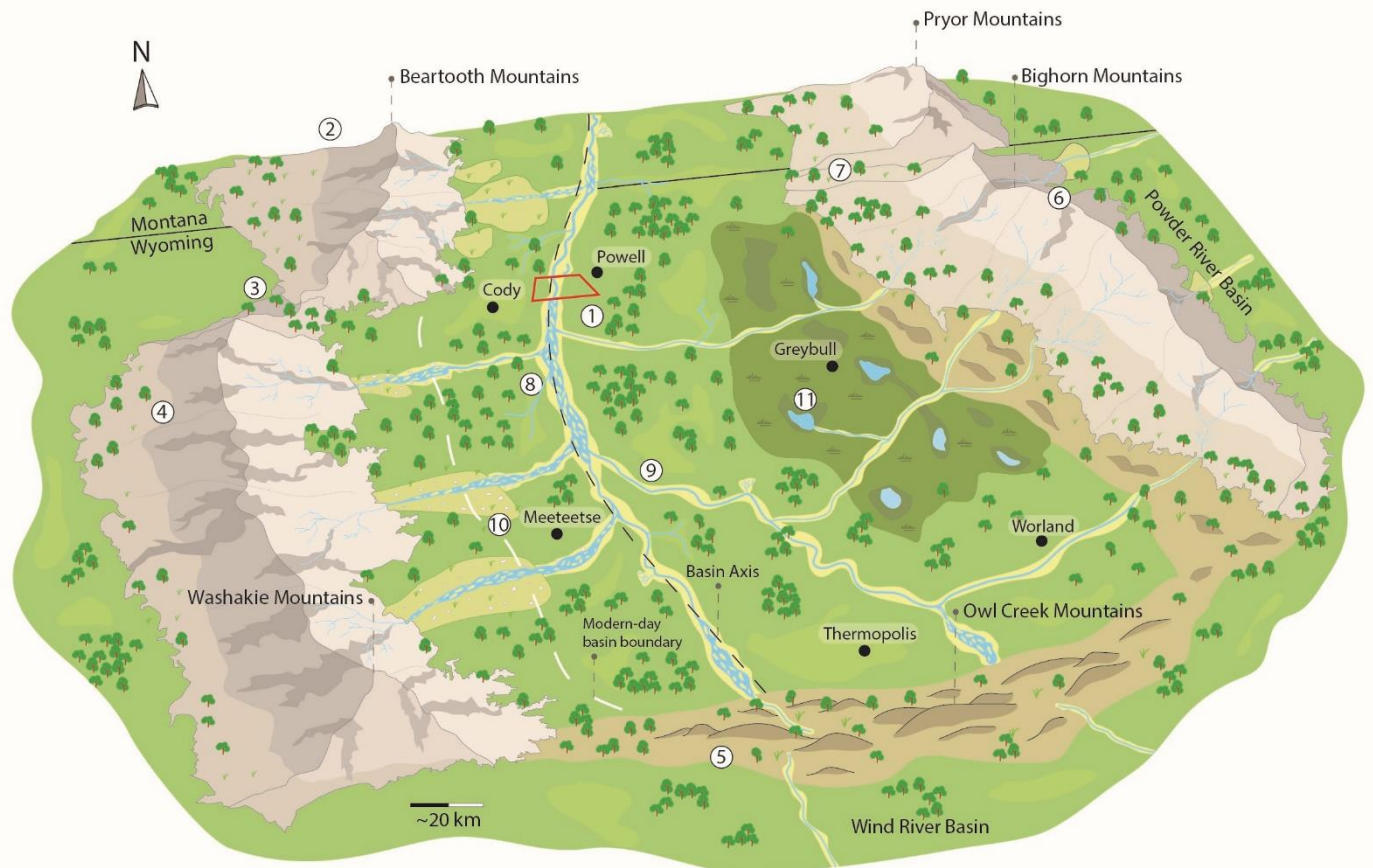 Pryor Mountains
N
Beartooth Mountains
Bighorn Mountains
2
7
6
Montana
Wyoming
Powder River Basin
Powell
3
Cody
1
Greybull
8
4
11
9
10
Meeteetse
Worland
Basin Axis
Washakie Mountains
Owl Creek Mountains
Modern-day
basin boundary
Thermopolis
5
~20 km
Wind River Basin